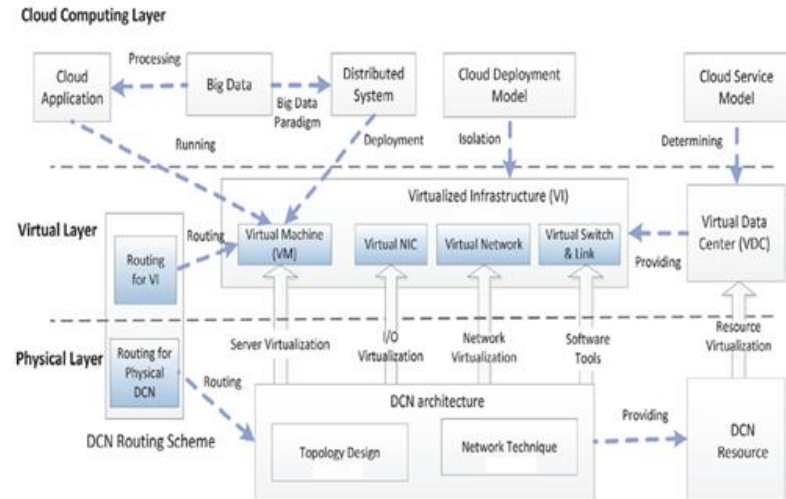 Cloud Computing Layer
Cloud
Application
Processing
Big Data
Big Data
Paradigm
Distributed
System
Cloud Deployment
Model
Cloud Service
Model
Running
Deployment
Isolation
Determining
Virtualized Infrastructure (VI)
Virtual Layer
Routing
for VI
Routing
Virtual Machine
(VM)
Virtual NIC
Virtual Network
Virtual Switch
& Link
Providing
Virtual Data
Center (VDC)
Physical Layer
Routing for
Physical
DCN
Routing
Server Virtualization
I/O
Virtualization
Network
Virtualization
Software
Tools
Resource
Virtualization
DCN Routing Scheme
DCN architecture
Topology Design
Network Technique
Providing
DCN
Resource